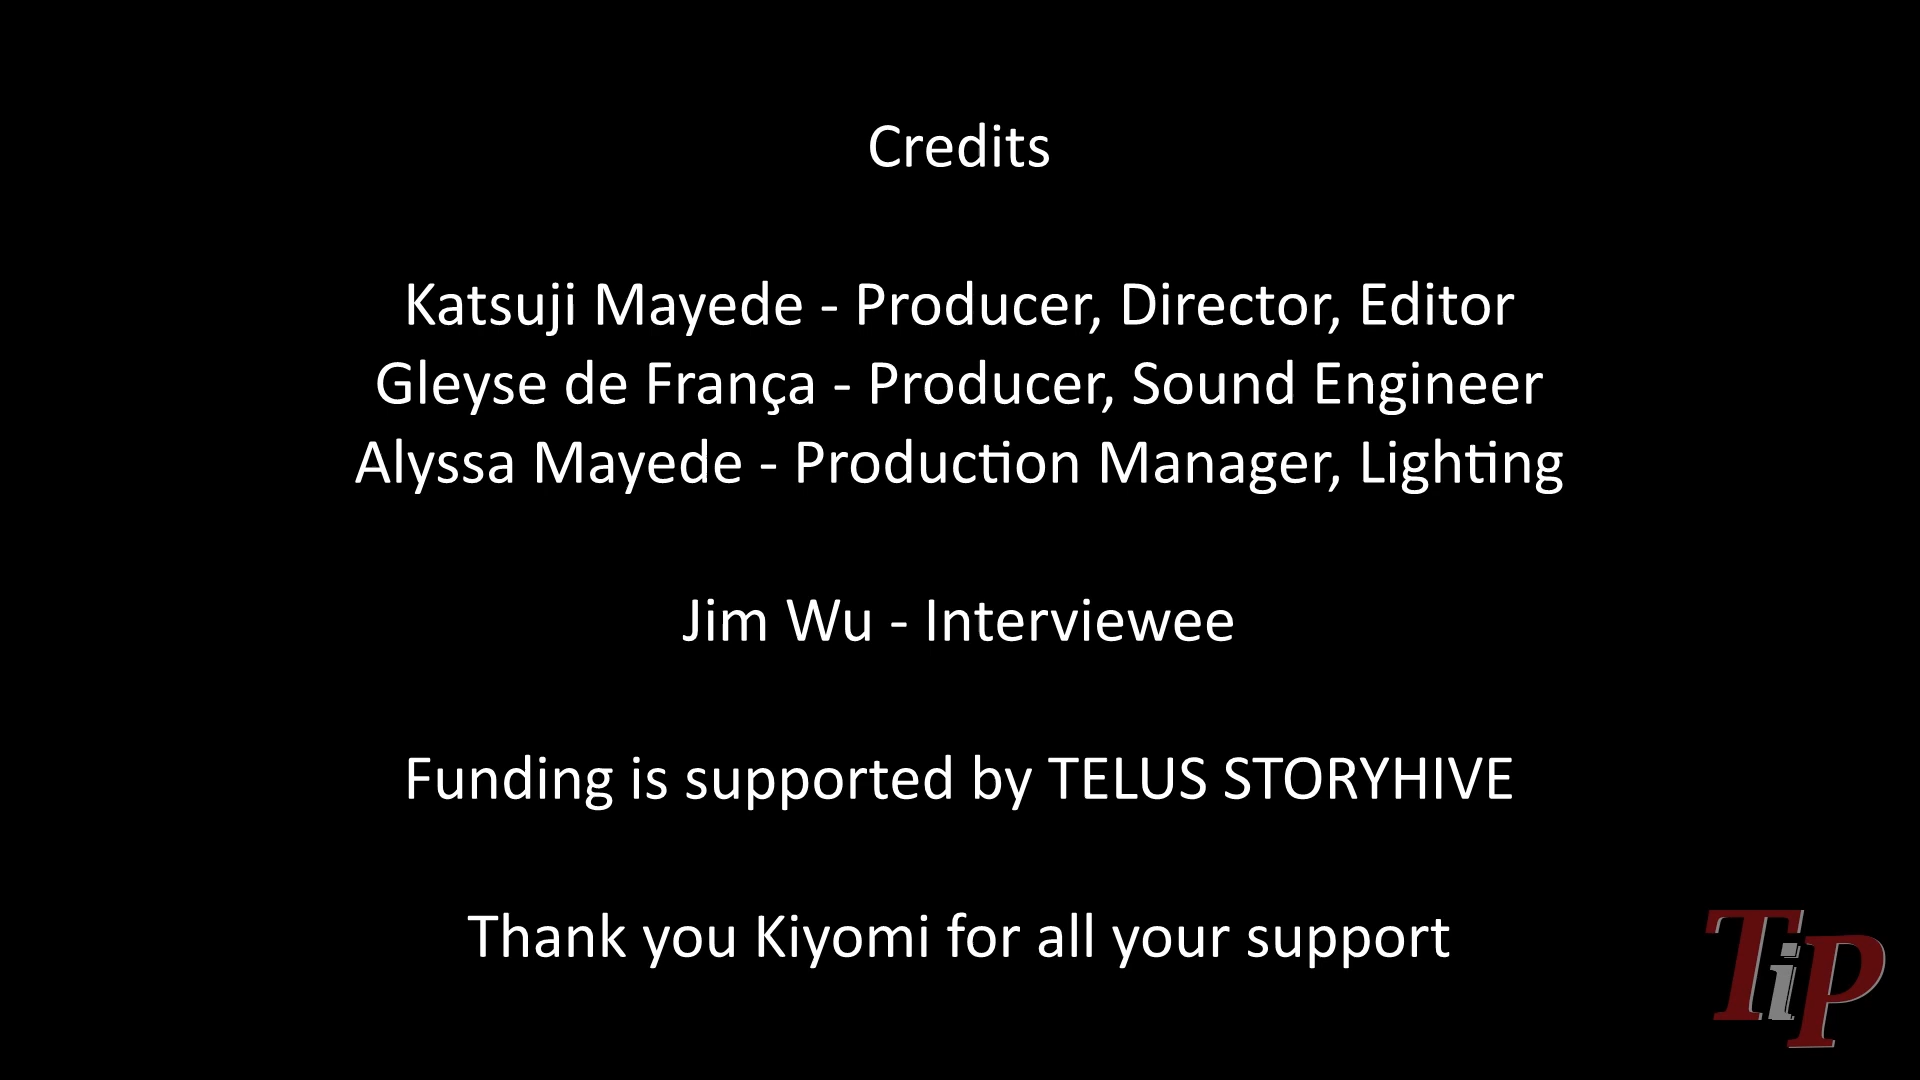 Credits
Katsuji Mayede - Producer, Director, Editor
Gleyse de França - Producer, Sound Engineer
Alyssa Mayede - Production Manager, Lighting
Jim Wu - Interviewee
Funding is supported by TELUS STORYHIVE
Thank you Kiyomi for all your support
TiP